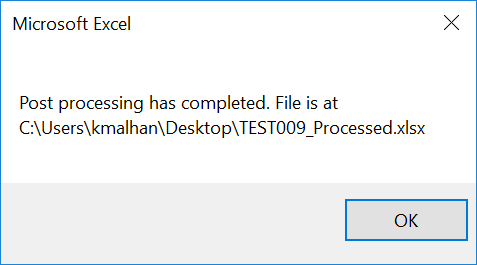 Microsoft Excel
Post processing has completed. File is at
C:\Users\kmalhan\Desktop\TEST009_Processed.xlsx
OK